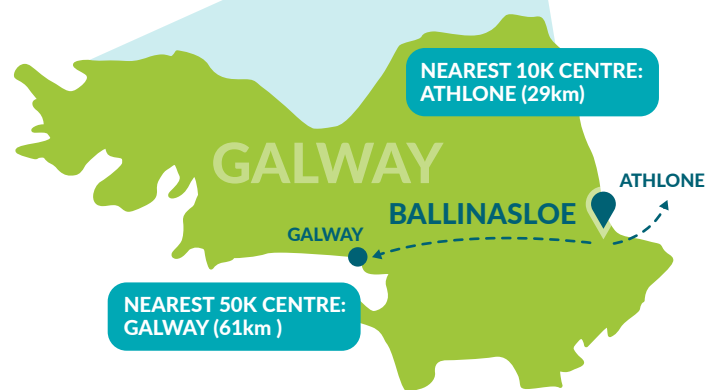 NEAREST 10K CENTRE:
ATHLONE (29km)
GALWAY
ATHLONE
BALLINASLOE
GALWAY
NEAREST 50K CENTRE:
GALWAY (61km )